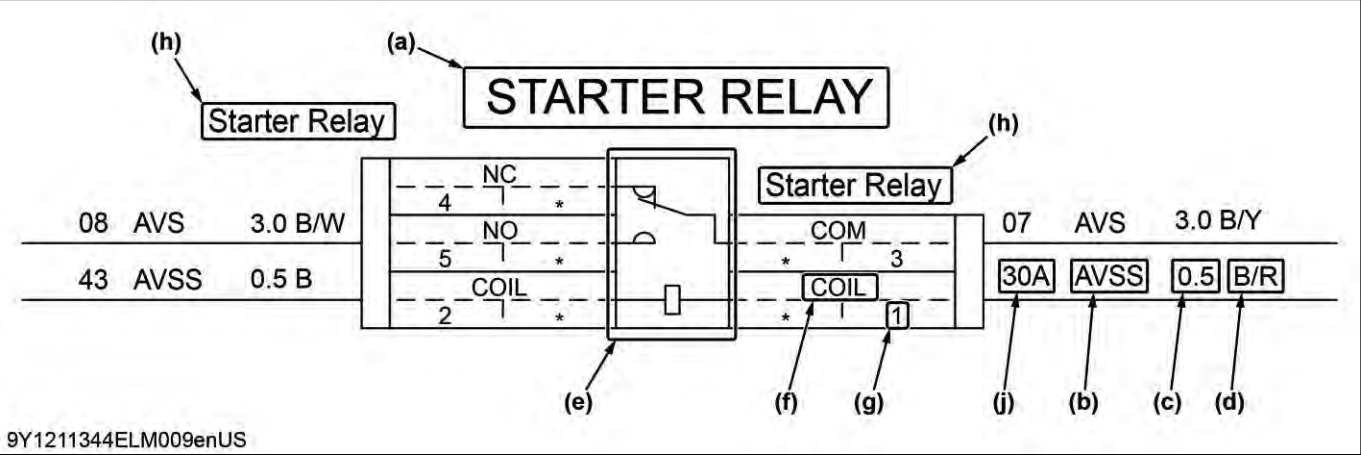 (h)
(a)
STARTER RELAY
Starter Relay
(h)
Starter Relay
NC
4 *
08 AVS 3.0 B/W
NO
5 *
COM
* 3
07 AVS 3.0 B/Y
43 AVSS 0.5 B
COIL
2 *
COIL
* 1
30A AVSS 0.5 B/R
(e)
(f)
(g)
(j)
(b)
(c)
(d)
9Y1211344ELM009enUS